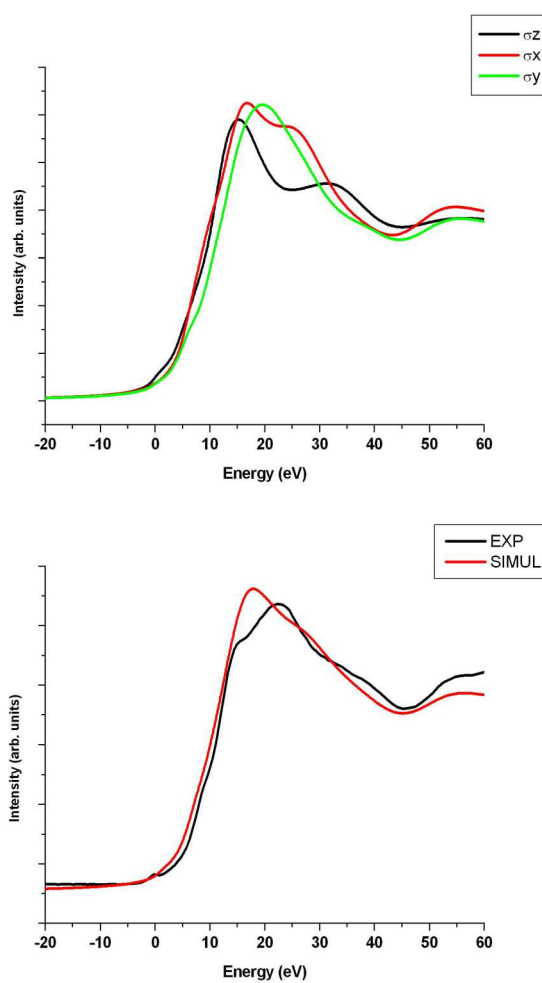 σz
σx
σy
Intensity (arb. units)
-20 -10 0 10 20 30 40 50 60
Energy (eV)
EXP
SIMUL
Intensity (arb. units)
-20 -10 0 10 20 30 40 50 60
Energy (eV)